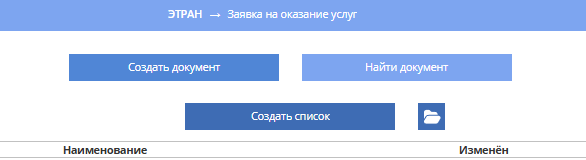 ЭТРАН → Заявка на оказание услуг
Создать документ Найти документ
Создать список
Наименование Изменён